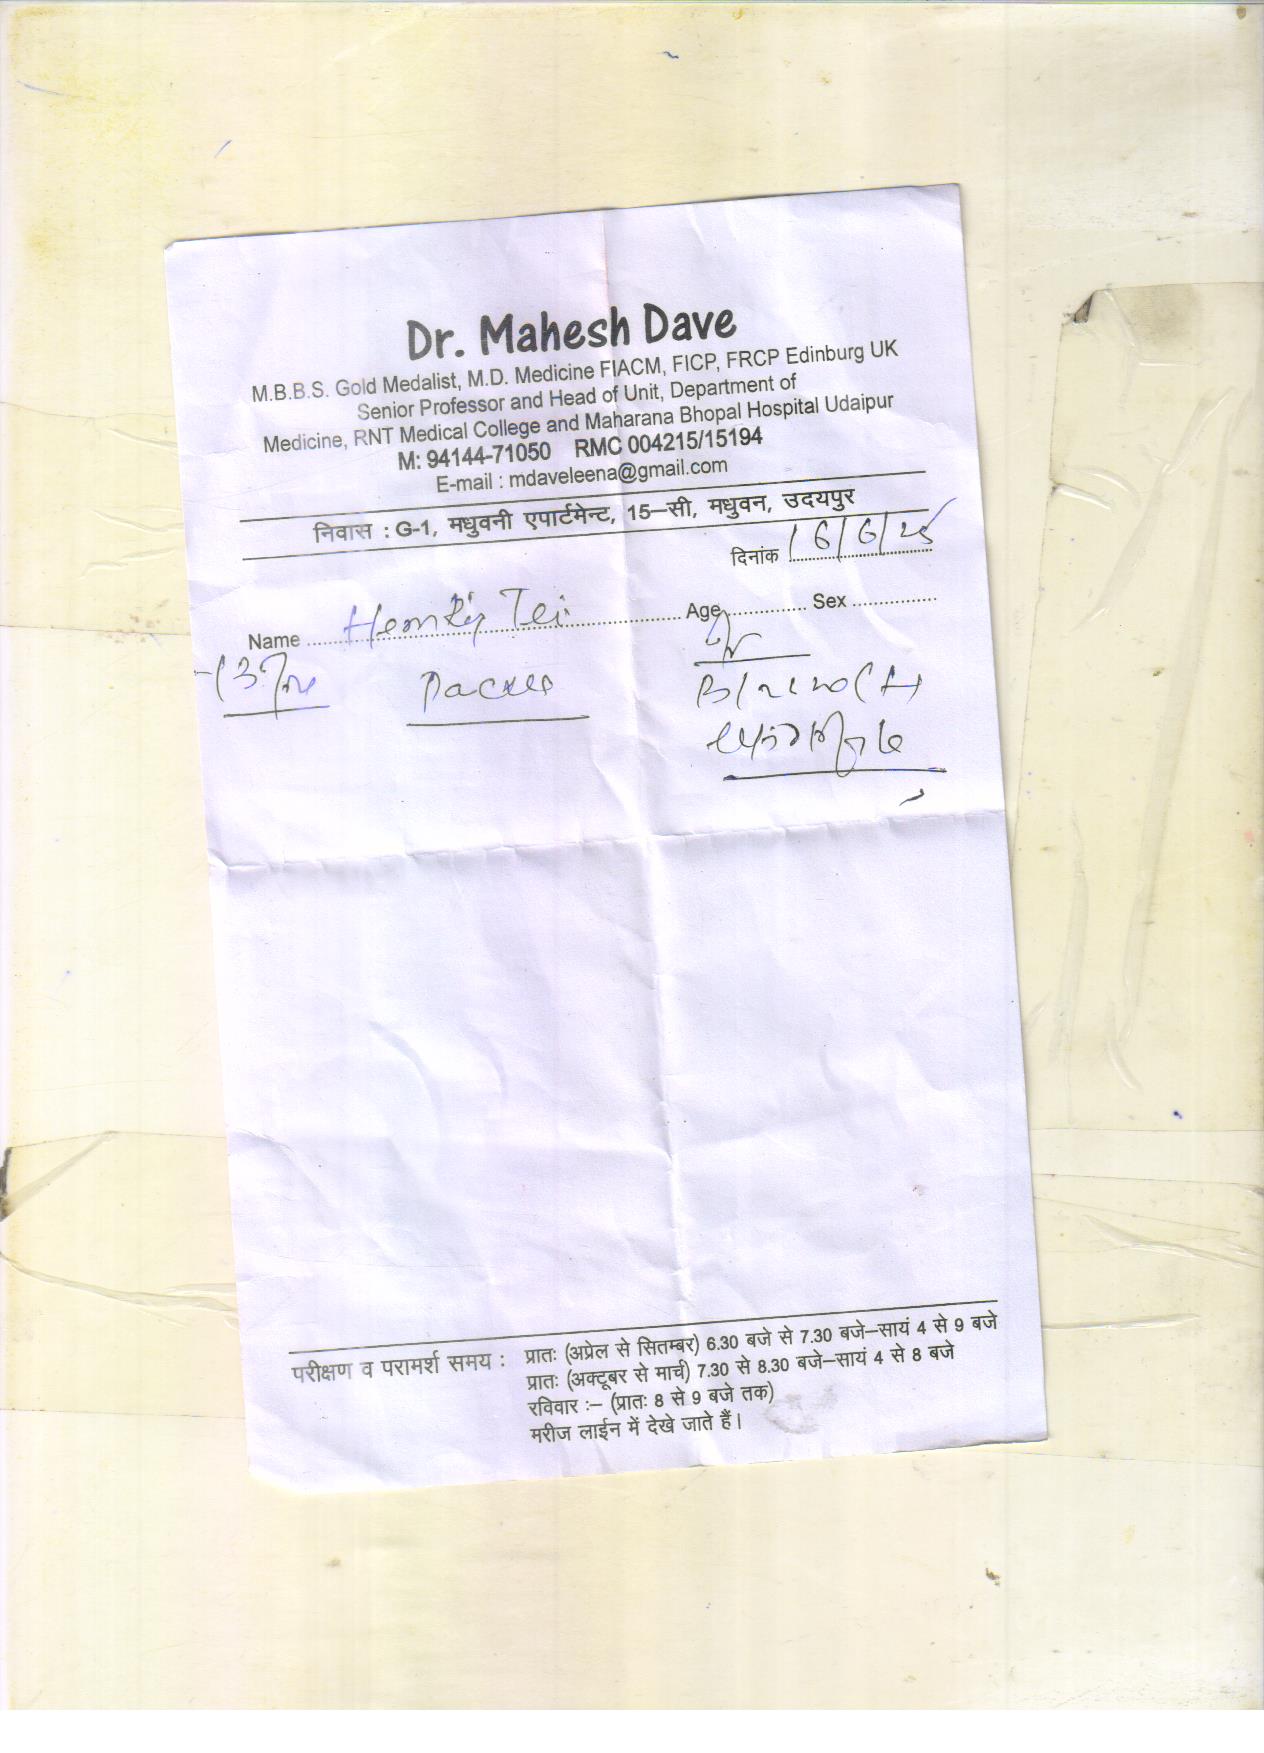 Dr. Mahesh Dave
M.B.B.S. Gold Medalist, M.D. Medicine FIACM, FICP, FRCP Edinburg UK
Senior Professor and Head of Unit, Department of
Medicine, RNT Medical College and Maharana Bhopal Hospital Udaipur
M: 94144-71050 RMC 004215/15194
E-mail : mdaveleena@gmail.com
निवास : G-1, मधुवनी एपार्टमेन्ट, 15–सी, मधुवन, उदयपुर
दिनांक 16/6/25
Name Age Sex
परीक्षण व परामर्श समय : प्रातः (अप्रेल से सितम्बर) 6.30 बजे से 7.30 बजे–सायं 4 से 9 बजे
प्रातः (अक्टूबर से मार्च) 7.30 से 8.30 बजे–सायं 4 से 8 बजे
रविवार :– (प्रातः 8 से 9 बजे तक)
मरीज लाईन में देखे जाते हैं।